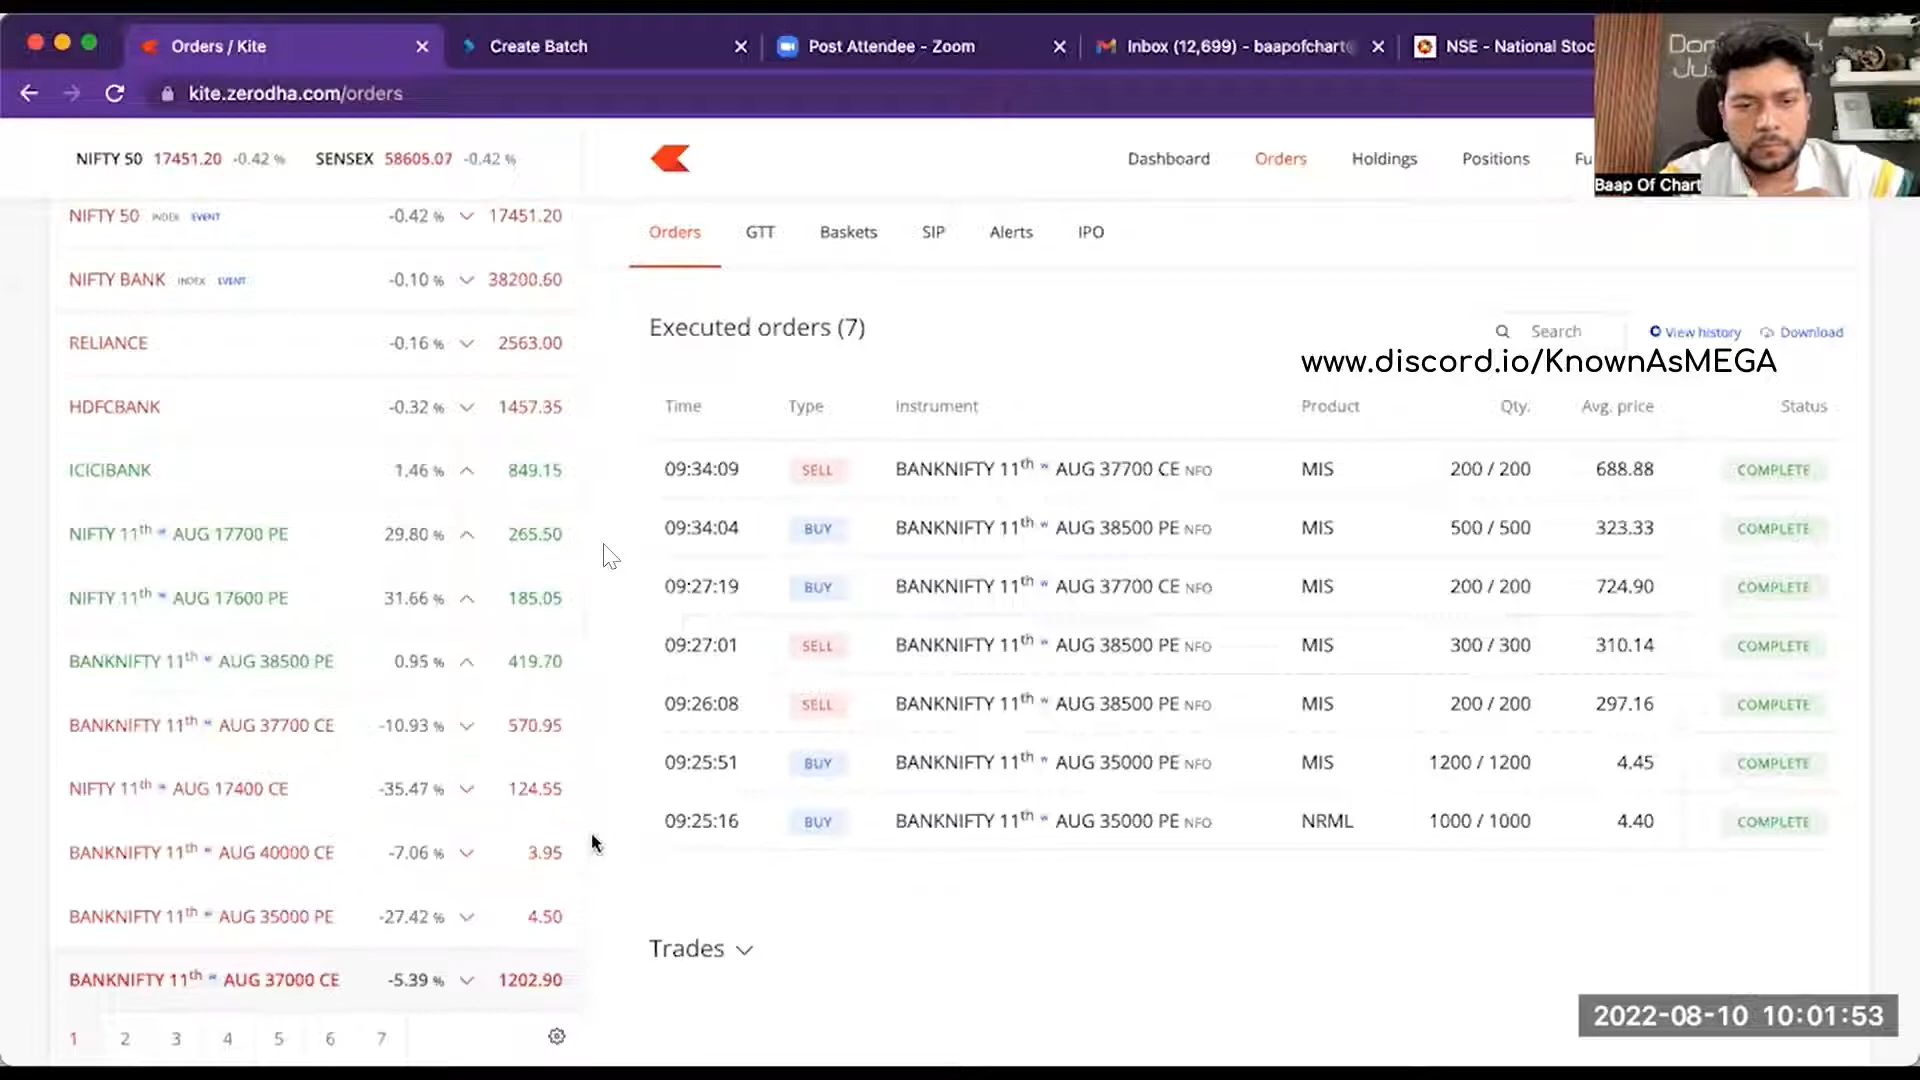 Orders / Kite
Create Batch
Post Attendee - Zoom
Inbox (12,699) - baapofchart@
NSE - National Stoc
kite.zerodha.com/orders
Baap Of Chart
NIFTY 50 17451.20 -0.42 % SENSEX 58605.07 -0.42 %
Dashboard Orders Holdings Positions Fu
NIFTY 50 INDEX EVENT -0.42 % 17451.20
NIFTY BANK INDEX EVENT -0.10 % 38200.60
RELIANCE -0.16 % 2563.00
HDFCBANK -0.32 % 1457.35
ICICIBANK 1.46 % 849.15
NIFTY 11th w AUG 17700 PE 29.80 % 265.50
NIFTY 11th w AUG 17600 PE 31.66 % 185.05
BANKNIFTY 11th w AUG 38500 PE 0.95 % 419.70
BANKNIFTY 11th w AUG 37700 CE -10.93 % 570.95
NIFTY 11th w AUG 17400 CE -35.47 % 124.55
BANKNIFTY 11th w AUG 40000 CE -7.06 % 3.95
BANKNIFTY 11th w AUG 35000 PE -27.42 % 4.50
BANKNIFTY 11th w AUG 37000 CE -5.39 % 1202.90
1 2 3 4 5 6 7
Orders GTT Baskets SIP Alerts IPO
Executed orders (7)
Search View history Download
www.discord.io/KnownAsMEGA
Time Type Instrument Product Qty. Avg. price Status
09:34:09 SELL BANKNIFTY 11th w AUG 37700 CE NFO MIS 200 / 200 688.88 COMPLETE
09:34:04 BUY BANKNIFTY 11th w AUG 38500 PE NFO MIS 500 / 500 323.33 COMPLETE
09:27:19 BUY BANKNIFTY 11th w AUG 37700 CE NFO MIS 200 / 200 724.90 COMPLETE
09:27:01 SELL BANKNIFTY 11th w AUG 38500 PE NFO MIS 300 / 300 310.14 COMPLETE
09:26:08 SELL BANKNIFTY 11th w AUG 38500 PE NFO MIS 200 / 200 297.16 COMPLETE
09:25:51 BUY BANKNIFTY 11th w AUG 35000 PE NFO MIS 1200 / 1200 4.45 COMPLETE
09:25:16 BUY BANKNIFTY 11th w AUG 35000 PE NFO NRML 1000 / 1000 4.40 COMPLETE
Trades
2022-08-10 10:01:53